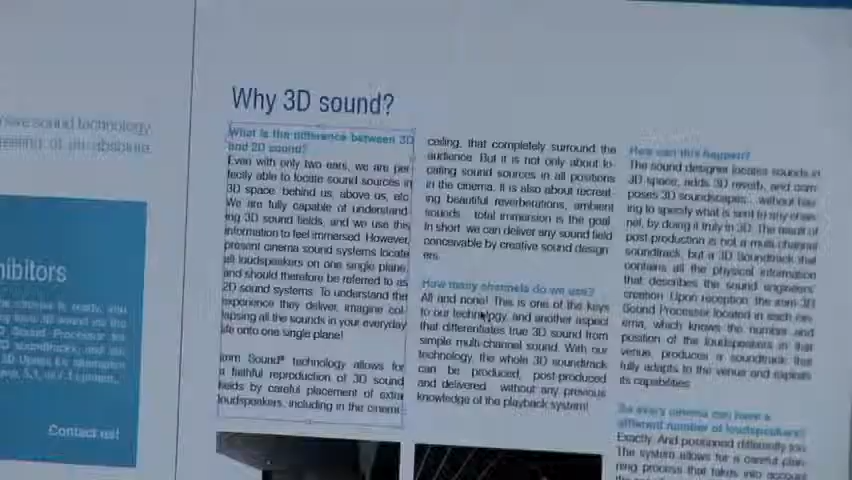 Why 3D sound?
What is the difference between 3D
and 2D sound?
Even with only two ears, we are per
fectly able to locate sound sources in
3D space: behind us, above us, etc
We are fully capable of understand
ing 3D sound fields, and we use this
information to feel immersed. However,
present cinema sound systems locate
all loudspeakers on one single plane,
and should therefore be referred to as
2D sound systems. To understand the
experience they deliver, imagine col
lapsing all the sounds in your everyday
life onto one single plane!
Sound® technology allows for
a faithful reproduction of 3D sound
fields by careful placement of extra
loudspeakers, including in the cinema
ceiling, that completely surround the
audience. But it is not only about lo-
cating sound sources in all positions
in the cinema. It is also about recreat-
ing beautiful reverberations, ambient
sounds total immersion is the goal
In short we can deliver any sound field
conceivable by creative sound design
ers.
How many channels do we use?
All and none! This is one of the keys
to our technology, and another aspect
that differentiates true 3D sound from
simple multi-channel sound. With our
technology, the whole 3D soundtrack
can be produced, post-produced
and delivered without any previous
knowledge of the playback system!
How can this happen?
The sound designer locates sounds in
3D space, adds 3D reverb, and com
poses 3D soundscapes... without hav
ing to specify what is sent to any chan
nel, by doing it truly in 3D. The result of
post-production is not a multi-channel
soundtrack, but a 3D Soundtrack that
contains all the physical information
that describes the sound engineers'
creation. Upon reception, the 3D
Sound Processor located in each cin
ema, which knows the number and
position of the loudspeakers in that
venue, produces a soundtrack that
fully adapts to the venue and exploits
its capabilities
So every cinema can have a
different number of loudspeakers?
Exactly. And positioned differently too.
The system allows for a careful plan-
ning process that takes into account
sound technology
hibitors
Sound Processor
Contact us!